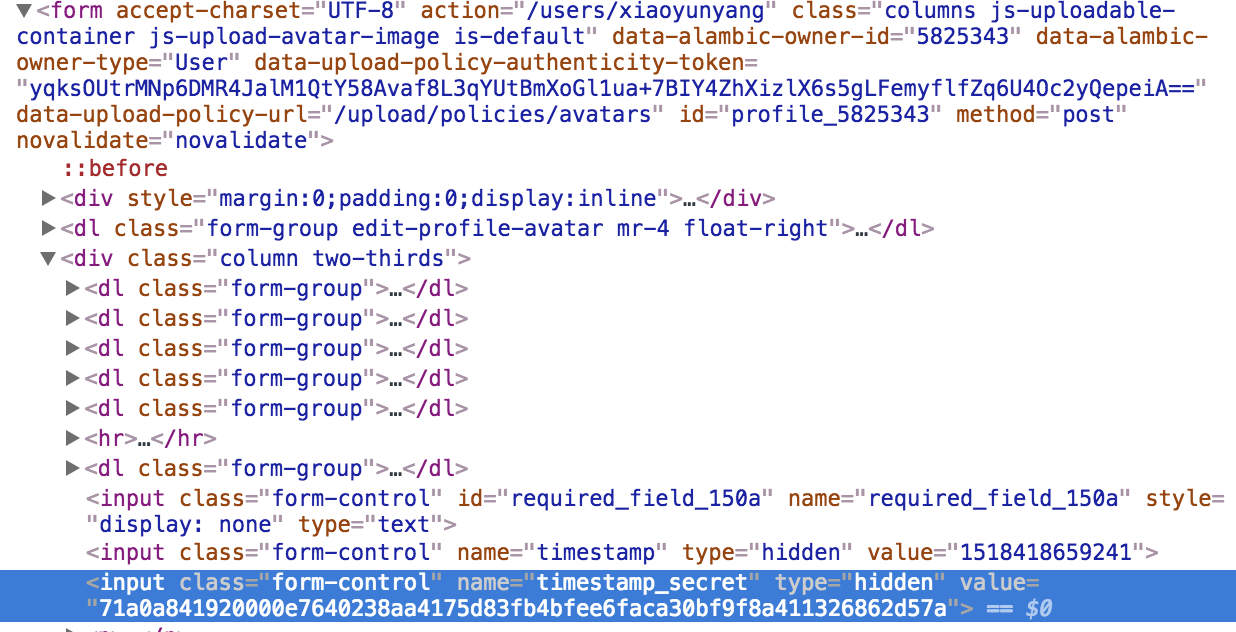 ▼<form accept-charset="UTF-8" action="/users/xiaoyunyang" class="columns js-uploadable-
container js-upload-avatar-image is-default" data-alambic-owner-id="5825343" data-alambic-
owner-type="User" data-upload-policy-authenticity-token=
"yqksOUtrMNp6DMR4JalM1QtY58Avaf8L3qYUtBmXoGl1ua+7BIY4ZhXizlX6s5gLFemyflfZq6U4Oc2yQepeiA=="
data-upload-policy-url="/upload/policies/avatars" id="profile_5825343" method="post"
novalidate="novalidate">
::before
▶<div style="margin:0;padding:0;display:inline">…</div>
▶<dl class="form-group edit-profile-avatar mr-4 float-right">…</dl>
▼<div class="column two-thirds">
▶<dl class="form-group">…</dl>
▶<dl class="form-group">…</dl>
▶<dl class="form-group">…</dl>
▶<dl class="form-group">…</dl>
▶<dl class="form-group">…</dl>
▶<hr>…</hr>
▶<dl class="form-group">…</dl>
<input class="form-control" id="required_field_150a" name="required_field_150a" style=
"display: none" type="text">
<input class="form-control" name="timestamp" type="hidden" value="1518418659241">
<input class="form-control" name="timestamp_secret" type="hidden" value=
"71a0a841920000e7640238aa4175d83fb4bfee6faca30bf9f8a411326862d57a"> == $0